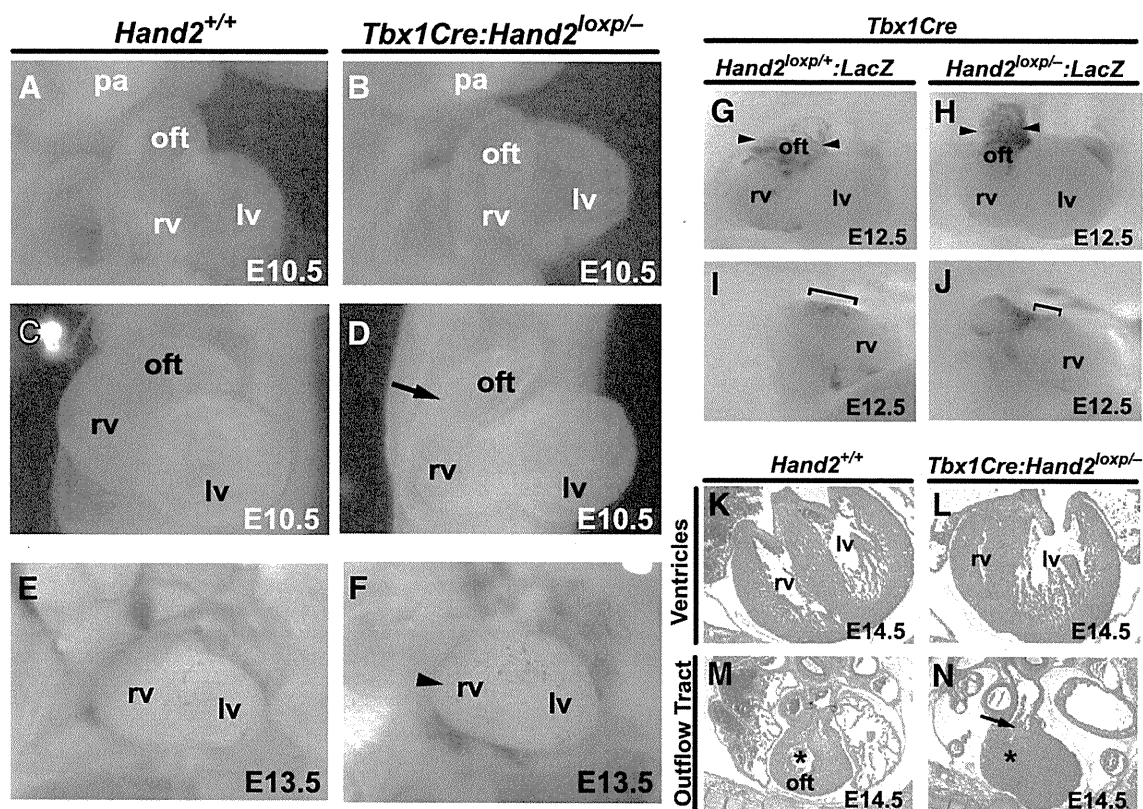 Hand2+/+
Tbx1Cre:Hand2loxp/–
A
pa
oft
rv
lv
E10.5
B
pa
oft
rv
lv
E10.5
C
oft
rv
lv
E10.5
D
oft
rv
lv
E10.5
E
rv
lv
E13.5
F
rv
lv
E13.5
Tbx1Cre
Hand2loxp/+:LacZ
Hand2loxp/–:LacZ
G
oft
rv
lv
E12.5
H
oft
rv
lv
E12.5
I
rv
E12.5
J
rv
E12.5
Hand2+/+
Tbx1Cre:Hand2loxp/–
Ventricles
K
lv
rv
E14.5
L
rv
lv
E14.5
Outflow Tract
M
*
oft
E14.5
N
*
E14.5